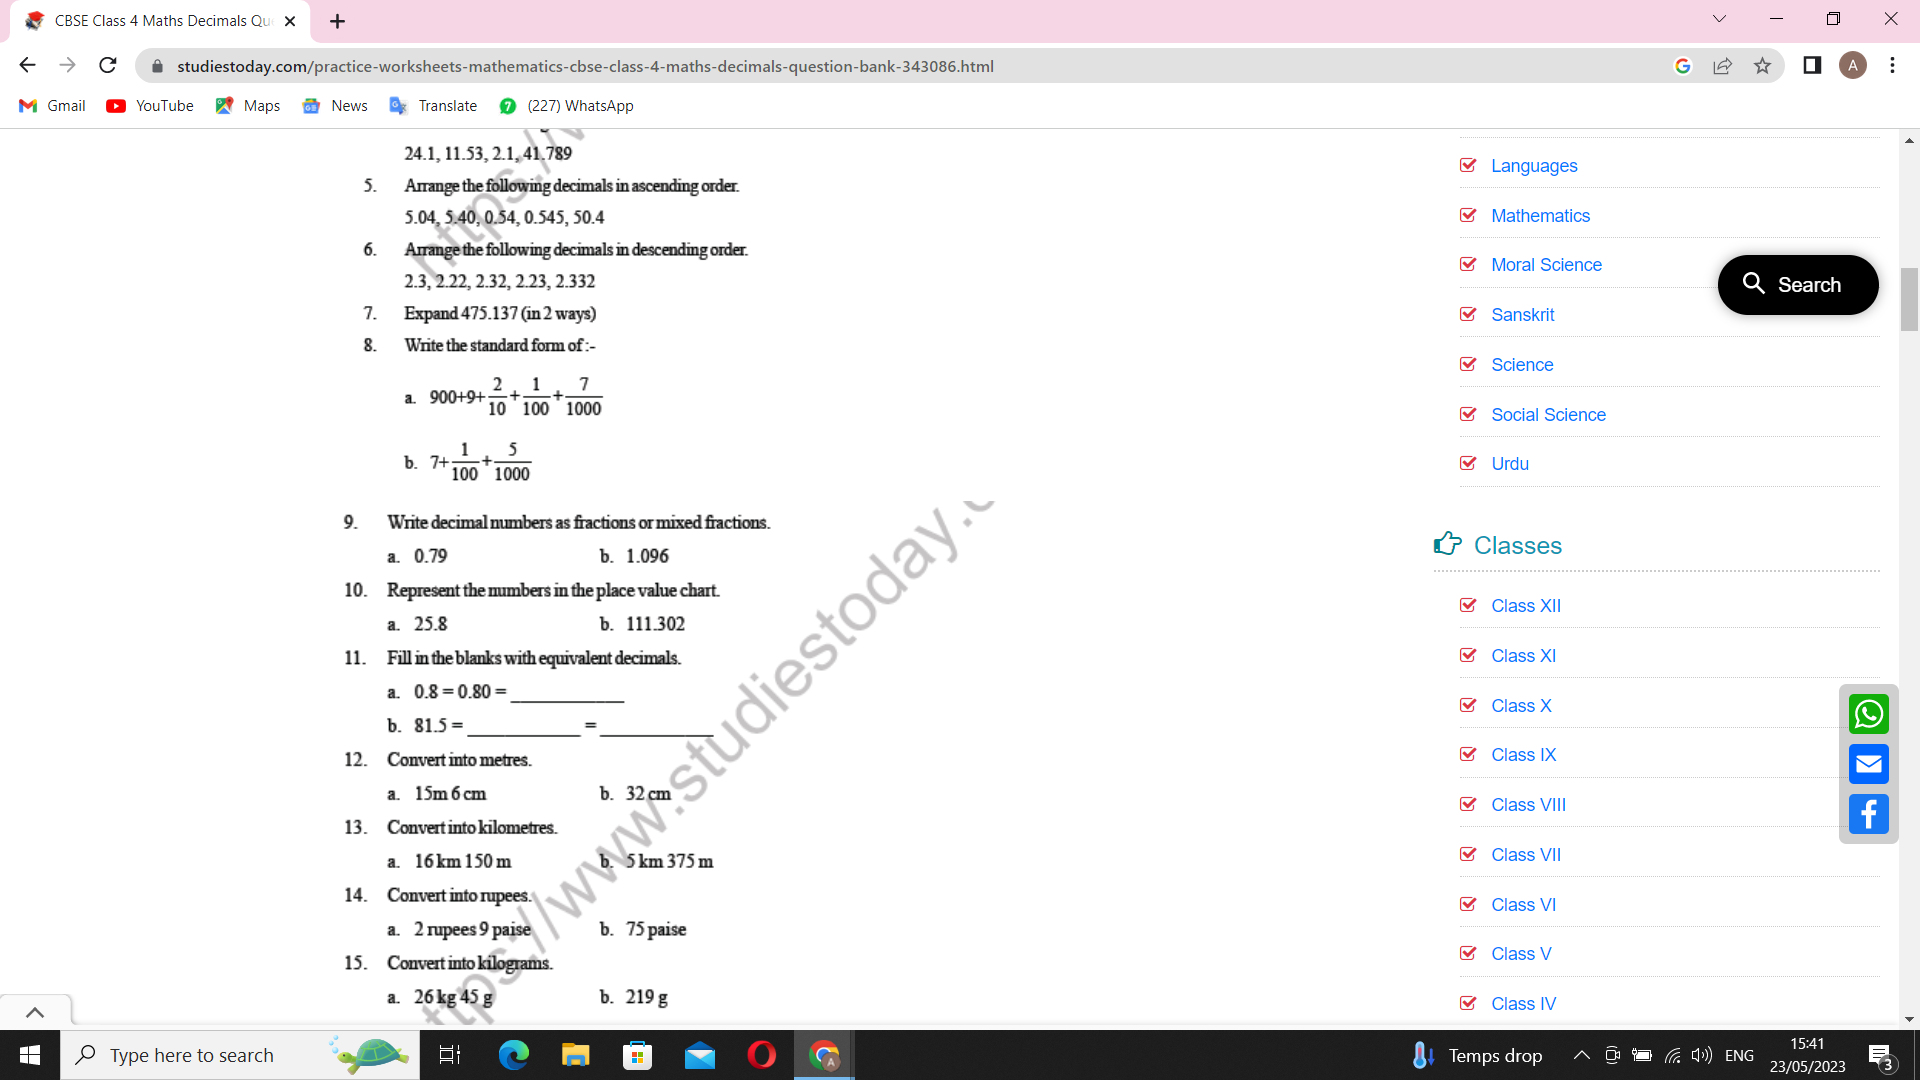 CBSE Class 4 Maths Decimals Qu
studiestoday.com/practice-worksheets-mathematics-cbse-class-4-maths-decimals-question-bank-343086.html
A
Gmail YouTube Maps News Translate 7 (227) WhatsApp
24.1, 11.53, 2.1, 41.789
5. Arrange the following decimals in ascending order.
5.04, 5.40, 0.54, 0.545, 50.4
6. Arrange the following decimals in descending order.
2.3, 2.22, 2.32, 2.23, 2.332
7. Expand 475.137 (in 2 ways)
8. Write the standard form of :-
a. 900+9+2/10+1/100+7/1000
b. 7+1/100+5/1000
9. Write decimal numbers as fractions or mixed fractions.
a. 0.79 b. 1.096
10. Represent the numbers in the place value chart.
a. 25.8 b. 111.302
11. Fill in the blanks with equivalent decimals.
a. 0.8 = 0.80 = ____________
b. 81.5 = ____________ = ____________
12. Convert into metres.
a. 15m 6 cm b. 32 cm
13. Convert into kilometres.
a. 16 km 150 m b. 5 km 375 m
14. Convert into rupees.
a. 2 rupees 9 paise b. 75 paise
15. Convert into kilograms.
a. 26 kg 45 g b. 219 g
https://w
ttps://www.studiestoday.c
Languages
Mathematics
Moral Science
Search
Sanskrit
Science
Social Science
Urdu
Classes
Class XII
Class XI
Class X
Class IX
Class VIII
Class VII
Class VI
Class V
Class IV
Type here to search
A
Temps drop
ENG
15:41
23/05/2023
3